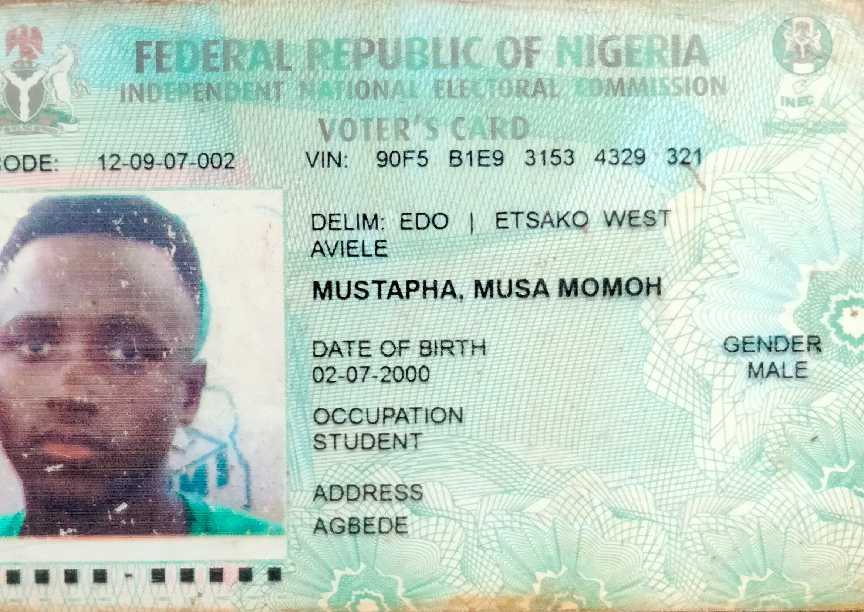 FEDERAL REPUBLIC OF NIGERIA
INDEPENDENT NATIONAL ELECTORAL COMMISSION
INEC
VOTER'S CARD
CODE: 12-09-07-002 VIN: 90F5 B1E9 3153 4329 321
DELIM: EDO | ETSAKO WEST
AVIELE
MUSTAPHA, MUSA MOMOH
DATE OF BIRTH
02-07-2000
GENDER
MALE
OCCUPATION
STUDENT
ADDRESS
AGBEDE